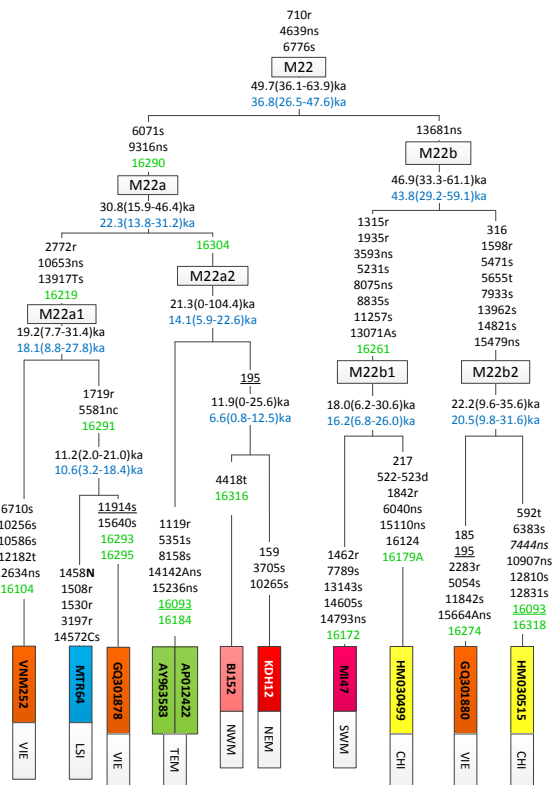 710r
4639ns
6776s
M22
49.7(36.1-63.9)ka
36.8(26.5-47.6)ka
6071s
9316ns
16290
M22a
30.8(15.9-46.4)ka
22.3(13.8-31.2)ka
13681ns
M22b
46.9(33.3-61.1)ka
43.8(29.2-59.1)ka
2772r
10653ns
13917Ts
16219
M22a1
19.2(7.7-31.4)ka
18.1(8.8-27.8)ka
16304
M22a2
21.3(0-104.4)ka
14.1(5.9-22.6)ka
1315r
1935r
3593ns
5231s
8075ns
8835s
11257s
13071As
16261
M22b1
18.0(6.2-30.6)ka
16.2(6.8-26.0)ka
316
1598r
5471s
5655t
7933s
13962s
14821s
15479ns
M22b2
22.2(9.6-35.6)ka
20.5(9.8-31.6)ka
1719r
5581nc
16291
11.2(2.0-21.0)ka
10.6(3.2-18.4)ka
195
11.9(0-25.6)ka
6.6(0.8-12.5)ka
6710s
10256s
10586s
12182t
2634ns
16104
1458N
1508r
1530r
3197r
14572Cs
11914s
15640s
16293
16295
1119r
5351s
8158s
14142Ans
15236ns
16093
16184
4418t
16316
159
3705s
10265s
1462r
7789s
13143s
14605s
14793ns
16172
217
522-523d
1842r
6040ns
15110ns
16124
16179A
185
195
2283r
5054s
11842s
15664Ans
16274
592t
6383s
7444ns
10907ns
12810s
12831s
16093
16318
VNM252
MTR64
GQ301878
AY963583
AP012422
BJ152
KDH12
MI47
HM030499
GQ301880
HM030515
VIE
LSI
VIE
TEM
NWM
NEM
SWM
CHI
VIE
CHI